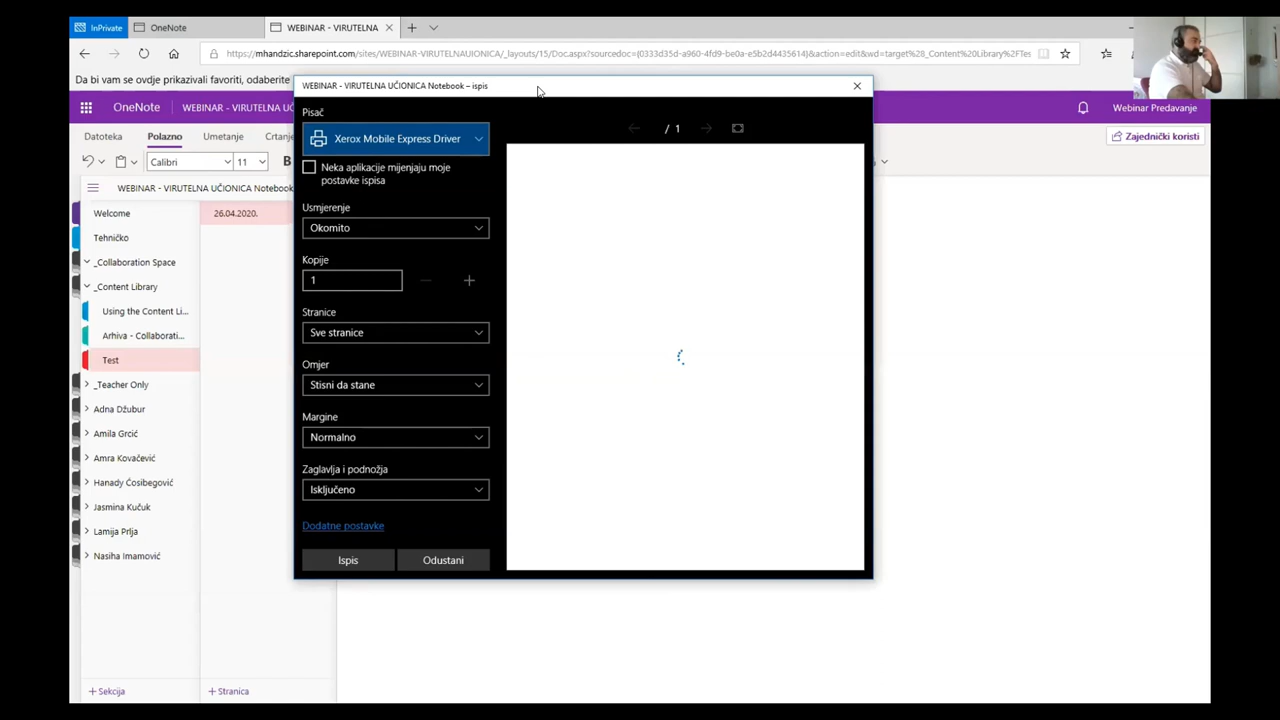 InPrivate
OneNote
WEBINAR - VIRUTELNA
https://mhandzic.sharepoint.com/sites/WEBINAR-VIRUTELNAUIONICA/_layouts/15/Doc.aspx?sourcedoc={0333d35d-a960-4fd9-be0a-e5b2d4435614}&action=edit&wd=target%28_Content%20Library%2FTes
Da bi vam se ovdje prikazivali favoriti, odaberite
WEBINAR - VIRUTELNA UČIONICA Notebook – ispis
OneNote
WEBINAR - VIRUTELNA UČ
Webinar Predavanje
Datoteka
Polazno
Umetanje
Crtanje
Zajednički koristi
Calibri
11
B
WEBINAR - VIRUTELNA UČIONICA Notebook
Welcome
Tehničko
_Collaboration Space
_Content Library
Using the Content Li...
Arhiva - Collaborati...
Test
_Teacher Only
Adna Džubur
Amila Grcić
Amra Kovačević
Hanady Ćosibegović
Jasmina Kučuk
Lamija Prlja
Nasiha Imamović
+ Sekcija
26.04.2020.
+ Stranica
Pisač
Xerox Mobile Express Driver
Neka aplikacije mijenjaju moje
postavke ispisa
Usmjerenje
Okomito
Kopije
1
Stranice
Sve stranice
Omjer
Stisni da stane
Margine
Normalno
Zaglavlja i podnožja
Isključeno
Dodatne postavke
Ispis
Odustani
/ 1